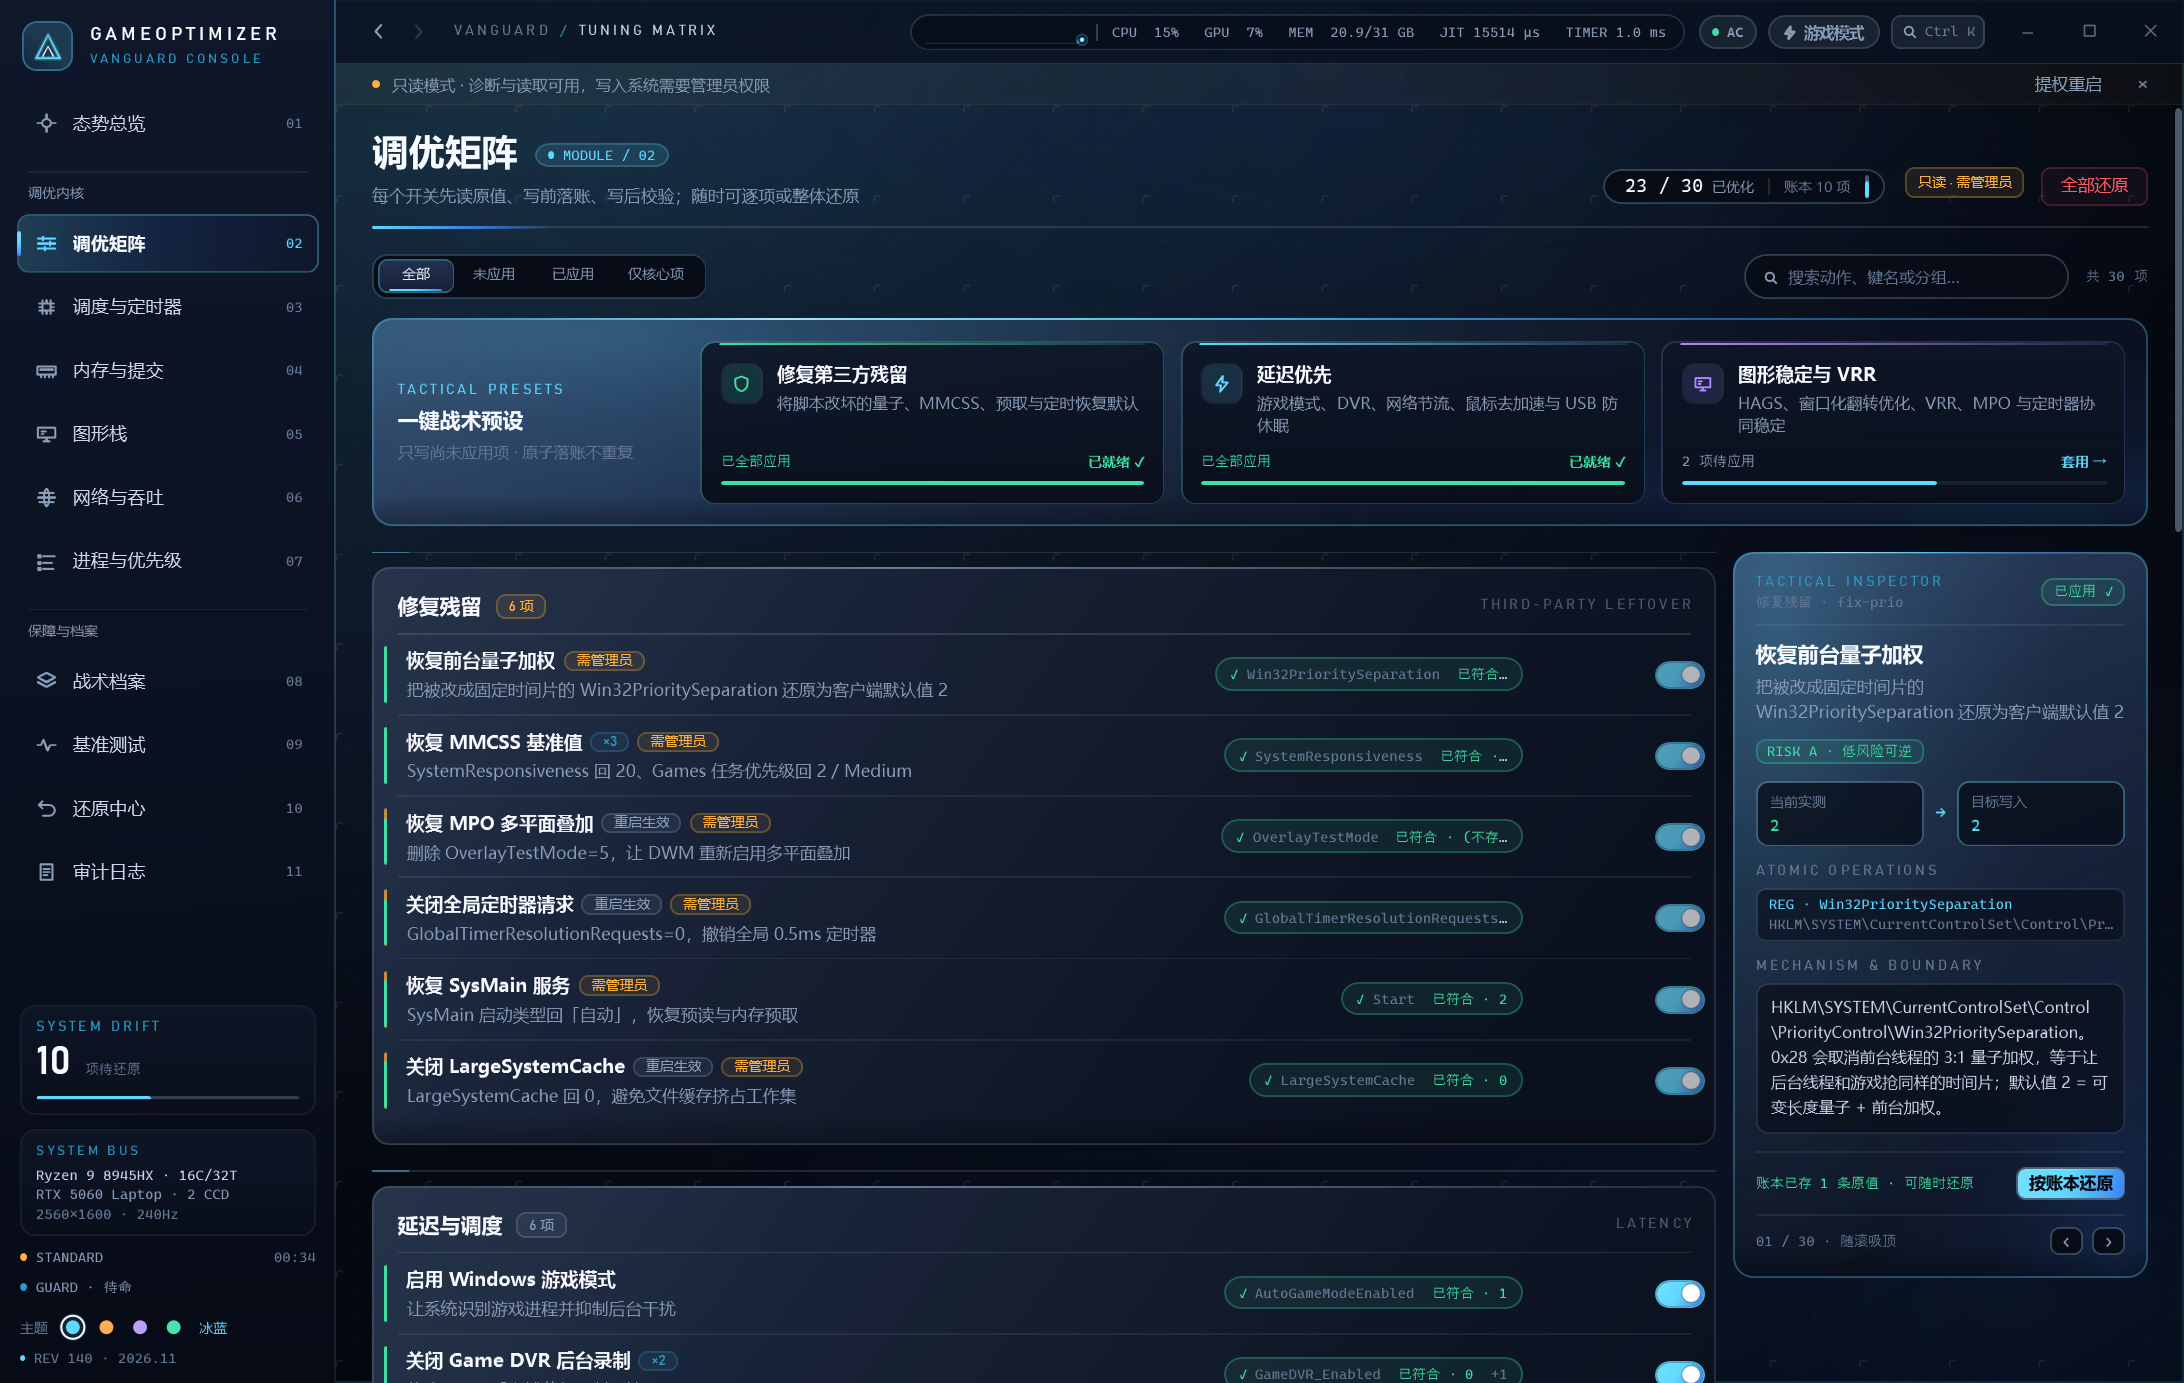 GAMEOPTIMIZER
VANGUARD CONSOLE
态势总览 01
调优内核
调优矩阵 02
调度与定时器 03
内存与提交 04
图形栈 05
网络与吞吐 06
进程与优先级 07
保障与档案
战术档案 08
基准测试 09
还原中心 10
审计日志 11
SYSTEM DRIFT
10 项待还原
SYSTEM BUS
Ryzen 9 8945HX · 16C/32T
RTX 5060 Laptop · 2 CCD
2560×1600 · 240Hz
STANDARD 00:34
GUARD · 待命
主题 冰蓝
REV 140 · 2026.11
VANGUARD / TUNING MATRIX
CPU 15% GPU 7% MEM 20.9/31 GB JIT 15514 µs TIMER 1.0 ms
AC
游戏模式
Ctrl K
只读模式 · 诊断与读取可用，写入系统需要管理员权限
提权重启 ×
调优矩阵 MODULE / 02
每个开关先读原值、写前落账、写后校验；随时可逐项或整体还原
23 / 30 已优化 账本 10 项
只读 · 需管理员
全部还原
全部 未应用 已应用 仅核心项
搜索动作、键名或分组...
共 30 项
TACTICAL PRESETS
一键战术预设
只写尚未应用项 · 原子落账不重复
修复第三方残留
将脚本改坏的量子、MMCSS、预取与定时恢复默认
已全部应用 已就绪 ✓
延迟优先
游戏模式、DVR、网络节流、鼠标去加速与 USB 防
休眠
已全部应用 已就绪 ✓
图形稳定与 VRR
HAGS、窗口化翻转优化、VRR、MPO 与定时器协
同稳定
2 项待应用 套用 →
修复残留 6 项 THIRD-PARTY LEFTOVER
恢复前台量子加权 需管理员
把被改成固定时间片的 Win32PrioritySeparation 还原为客户端默认值 2
✓ Win32PrioritySeparation 已符合…
恢复 MMCSS 基准值 ×3 需管理员
SystemResponsiveness 回 20、Games 任务优先级回 2 / Medium
✓ SystemResponsiveness 已符合 ·…
恢复 MPO 多平面叠加 重启生效 需管理员
删除 OverlayTestMode=5，让 DWM 重新启用多平面叠加
✓ OverlayTestMode 已符合 · (不存…
关闭全局定时器请求 重启生效 需管理员
GlobalTimerResolutionRequests=0，撤销全局 0.5ms 定时器
✓ GlobalTimerResolutionRequests…
恢复 SysMain 服务 需管理员
SysMain 启动类型回「自动」，恢复预读与内存预取
✓ Start 已符合 · 2
关闭 LargeSystemCache 重启生效 需管理员
LargeSystemCache 回 0，避免文件缓存挤占工作集
✓ LargeSystemCache 已符合 · 0
延迟与调度 6 项 LATENCY
启用 Windows 游戏模式
让系统识别游戏进程并抑制后台干扰
✓ AutoGameModeEnabled 已符合 · 1
关闭 Game DVR 后台录制 ×2
✓ GameDVR_Enabled 已符合 · 0 +1
TACTICAL INSPECTOR
修复残留 · fix-prio
已应用 ✓
恢复前台量子加权
把被改成固定时间片的
Win32PrioritySeparation 还原为客户端默认值 2
RISK A · 低风险可逆
当前实测
2
→
目标写入
2
ATOMIC OPERATIONS
REG · Win32PrioritySeparation
HKLM\SYSTEM\CurrentControlSet\Control\Pr…
MECHANISM & BOUNDARY
HKLM\SYSTEM\CurrentControlSet\Control
\PriorityControl\Win32PrioritySeparation。
0x28 会取消前台线程的 3:1 量子加权，等于让
后台线程和游戏抢同样的时间片；默认值 2 = 可
变长度量子 + 前台加权。
账本已存 1 条原值 · 可随时还原
按账本还原
01 / 30 · 随滚吸顶